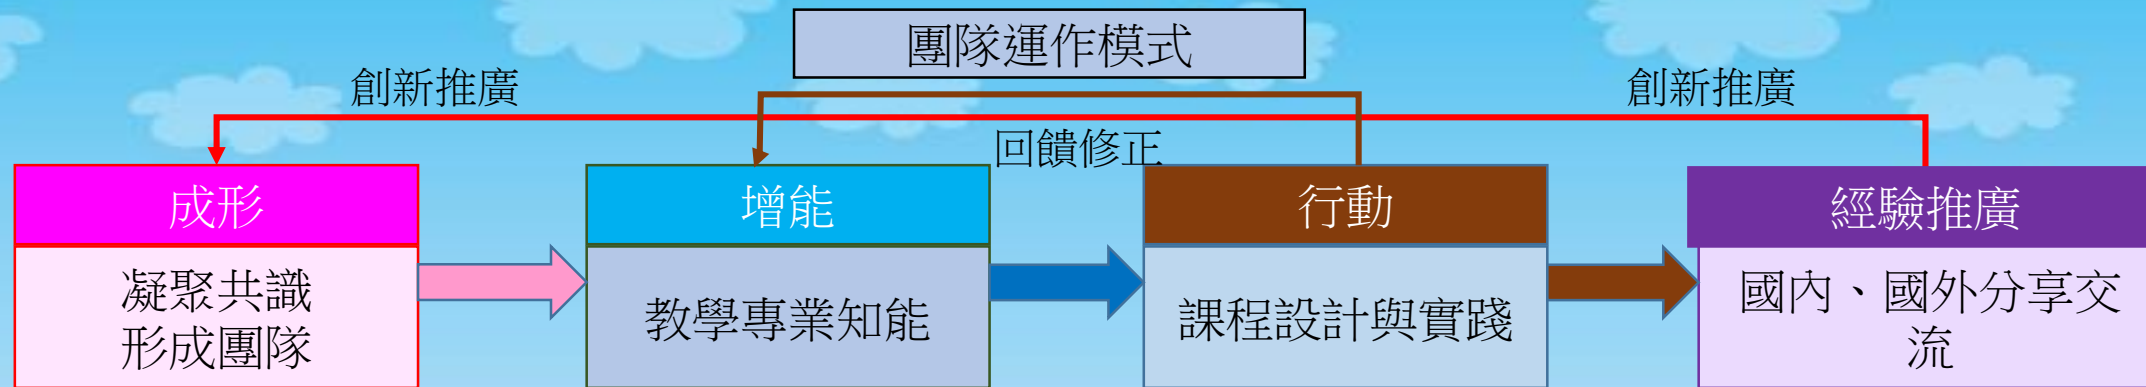 團隊運作模式
創新推廣
創新推廣
回饋修正
成形
凝聚共識
形成團隊
增能
教學專業知能
行動
課程設計與實踐
經驗推廣
國內、國外分享交
流